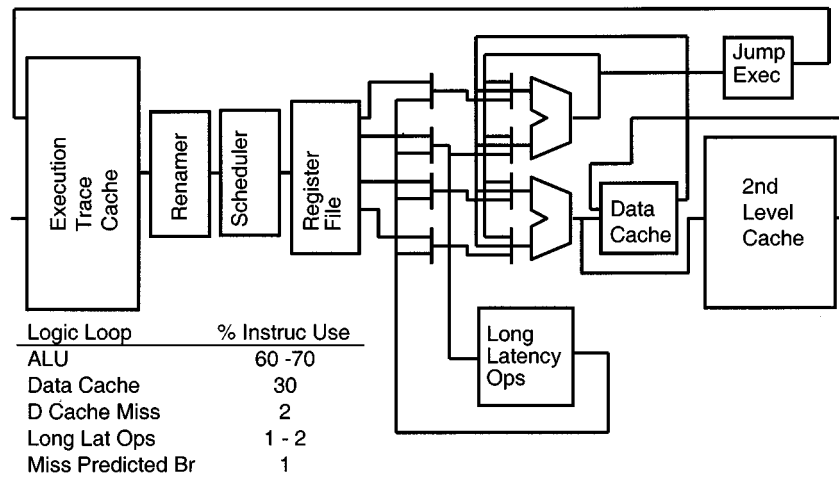 Jump
Exec
Execution
Trace
Cache
Renamer
Scheduler
Register
File
Data
Cache
2nd
Level
Cache
Long
Latency
Ops
Logic Loop % Instruc Use
ALU 60 -70
Data Cache 30
D Cache Miss 2
Long Lat Ops 1 - 2
Miss Predicted Br 1